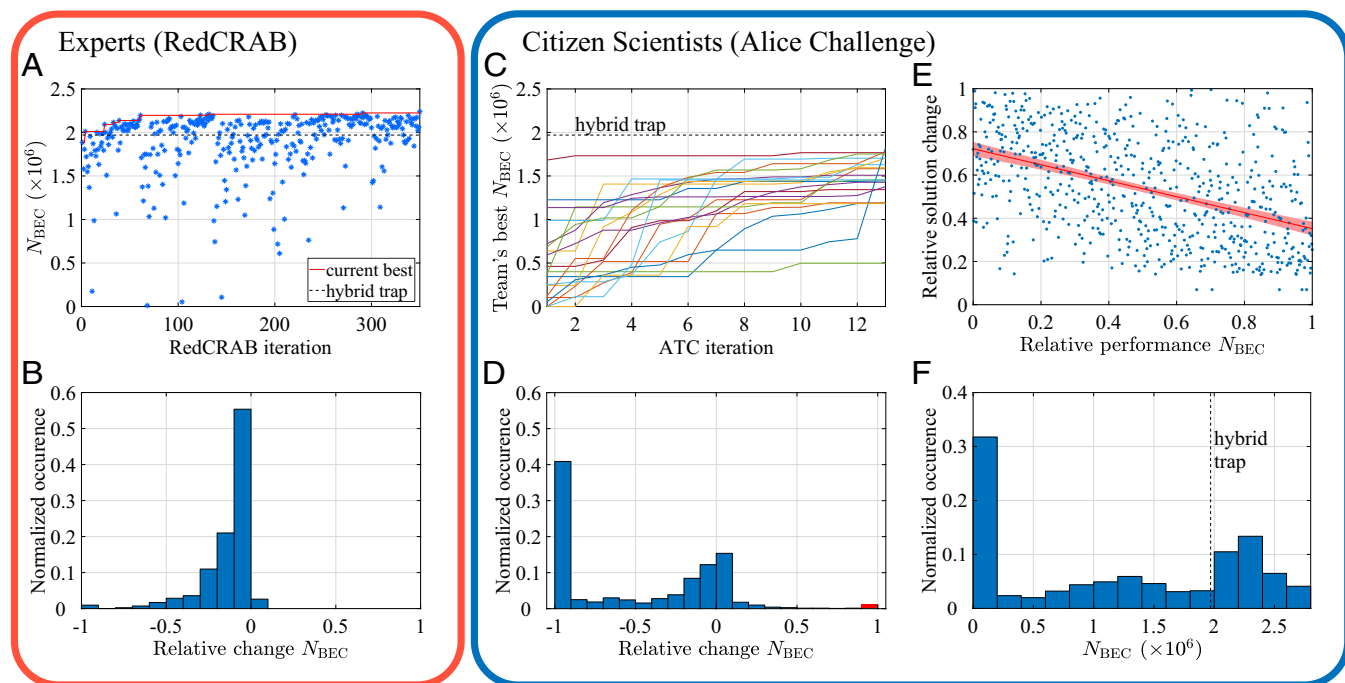 Experts (RedCRAB)
A
N_BEC (×10^6)
2.5
2
1.5
1
0.5
0
current best
hybrid trap
0 100 200 300
RedCRAB iteration
B
Normalized occurence
0.6
0.5
0.4
0.3
0.2
0.1
0
-1 -0.5 0 0.5 1
Relative change N_BEC
Citizen Scientists (Alice Challenge)
C
Team's best N_BEC (×10^6)
2.5
2
1.5
1
0.5
0
hybrid trap
2 4 6 8 10 12
ATC iteration
D
Normalized occurence
0.6
0.5
0.4
0.3
0.2
0.1
0
-1 -0.5 0 0.5 1
Relative change N_BEC
E
Relative solution change
1
0.8
0.6
0.4
0.2
0
0 0.2 0.4 0.6 0.8 1
Relative performance N_BEC
F
Normalized occurence
0.4
0.3
0.2
0.1
0
hybrid
trap
0 0.5 1 1.5 2 2.5
N_BEC (×10^6)